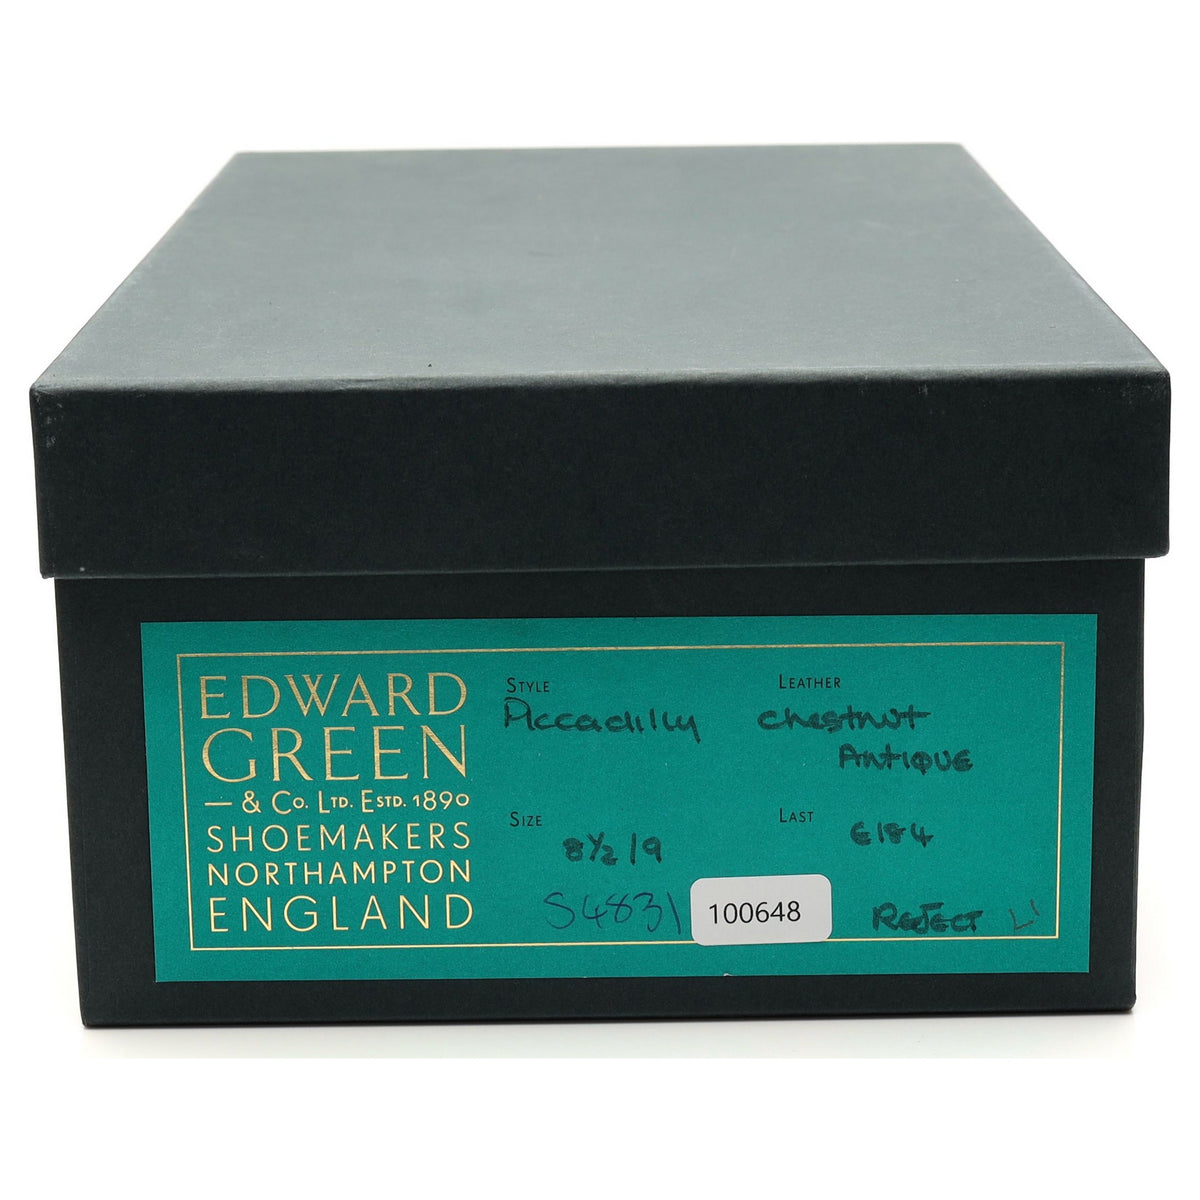 EDWARD
GREEN
— & Co. LTD. ESTD. 1890
SHOEMAKERS
NORTHAMPTON
ENGLAND
STYLE
Piccadilly
LEATHER
Chestnut
ANTIQUE
SIZE
8½/9
LAST
E184
S4831
100648
REJECT